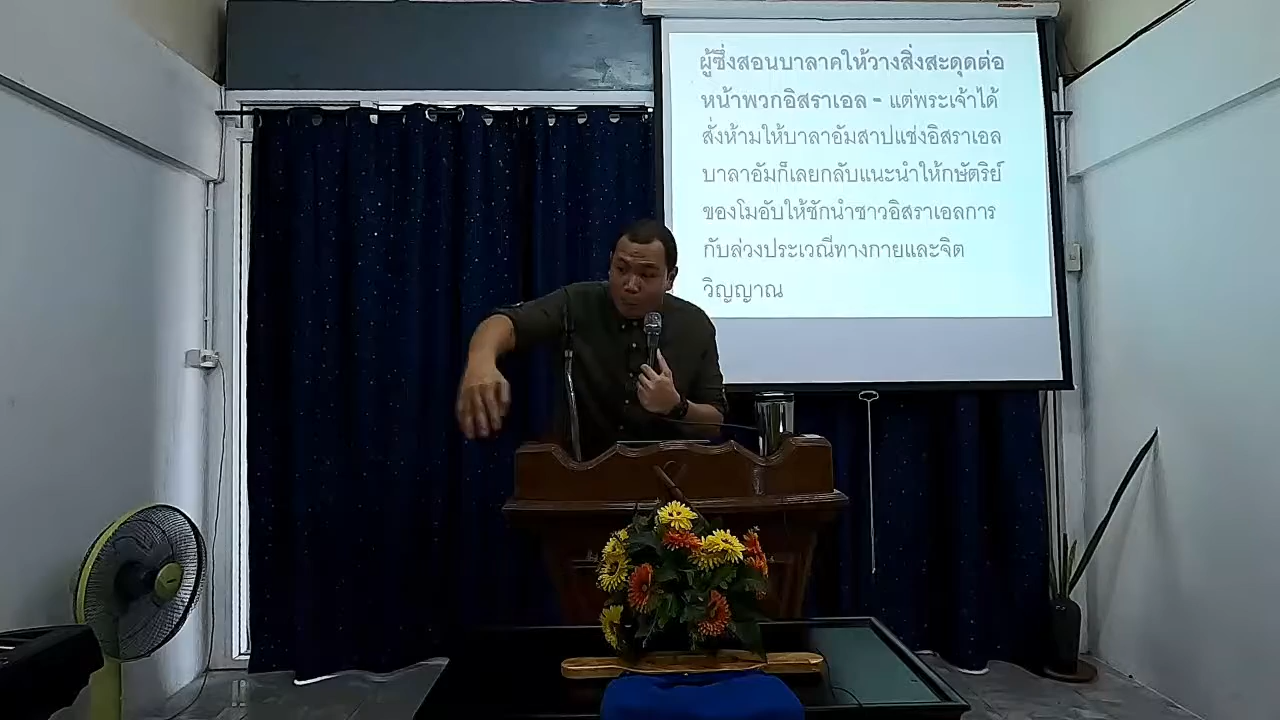 ผู้ซึ่งสอนบาลาคให้วางสิ่งสะดุดต่อ
หน้าพวกอิสราเอล - แต่พระเจ้าได้
สั่งห้ามให้บาลาอัมสาปแช่งอิสราเอล
บาลาอัมก็เลยกลับแนะนำให้กษัตริย์
ของโมอับให้ชักนำชาวอิสราเอลการ
กับล่วงประเวณีทางกายและจิต
วิญญาณ